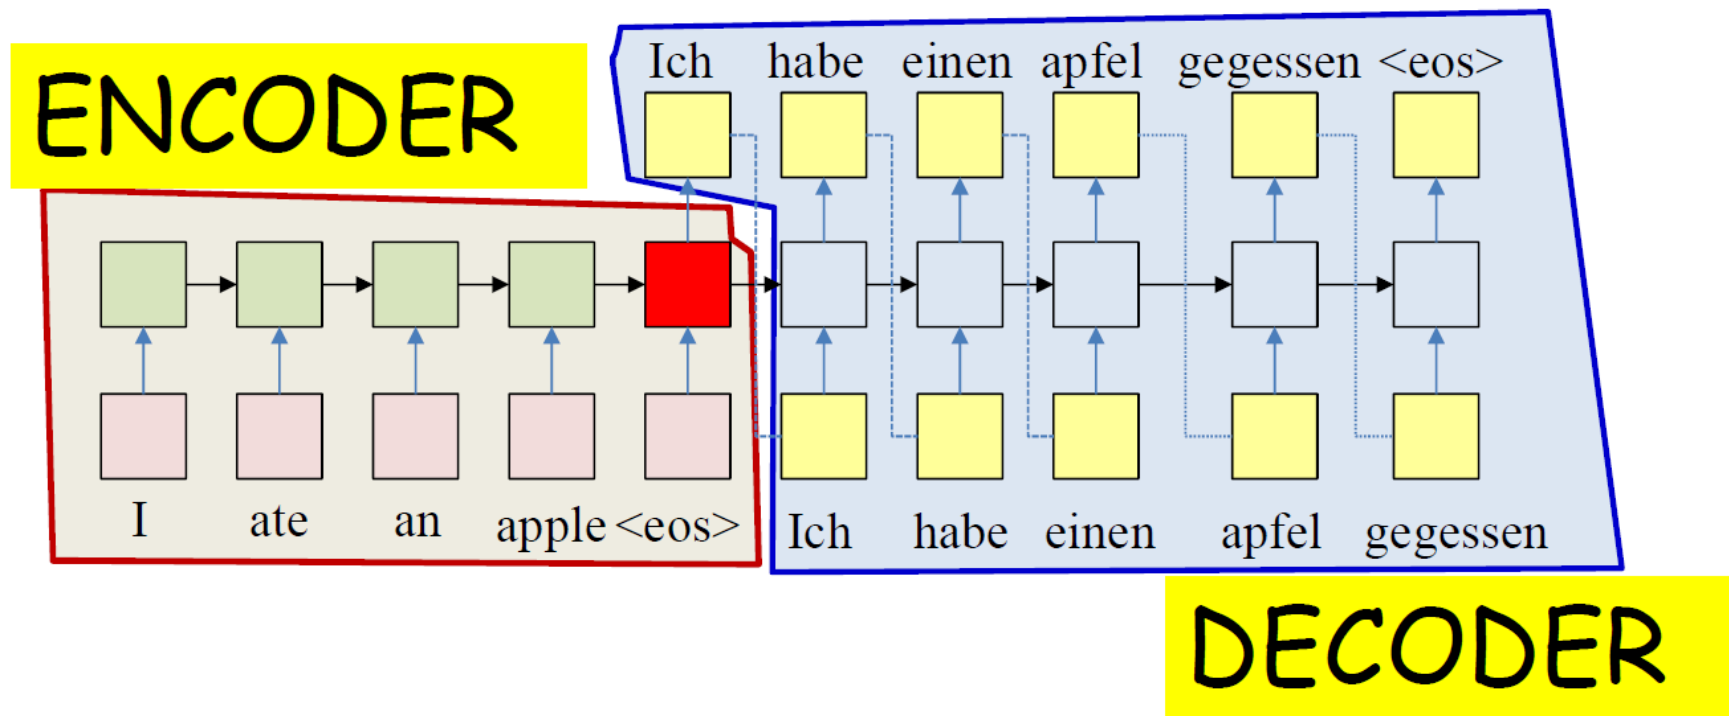 ENCODER
Ich habe einen apfel gegessen <eos>
I ate an apple <eos>
Ich habe einen apfel gegessen
DECODER